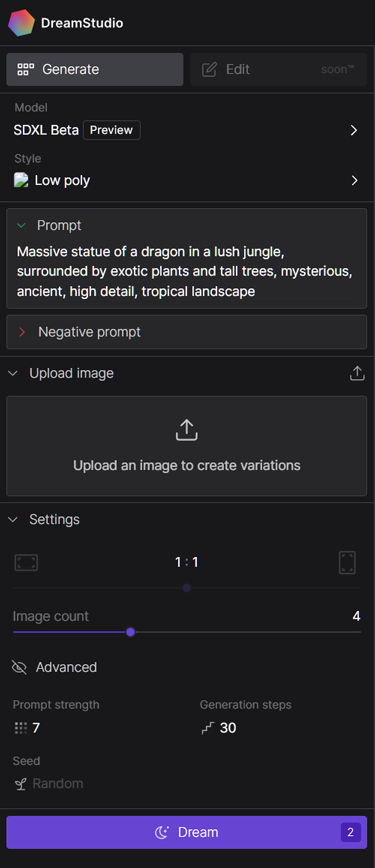 DreamStudio
Generate
Edit
soon™
Model
SDXL Beta Preview
Style
Low poly
Prompt
Massive statue of a dragon in a lush jungle,
surrounded by exotic plants and tall trees, mysterious,
ancient, high detail, tropical landscape
Negative prompt
Upload image
Upload an image to create variations
Settings
1 : 1
Image count 4
Advanced
Prompt strength Generation steps
7 30
Seed
Random
Dream 2